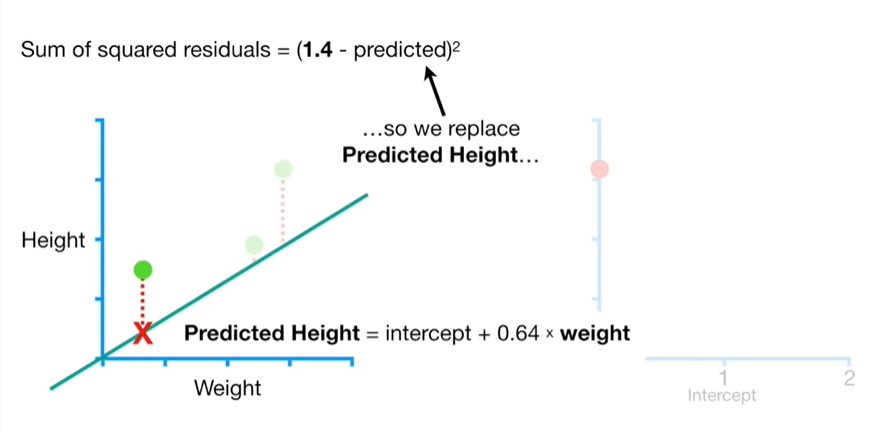 Sum of squared residuals = (1.4 - predicted)²
...so we replace
Predicted Height...
Height
Predicted Height = intercept + 0.64 × weight
Weight
1
2
Intercept